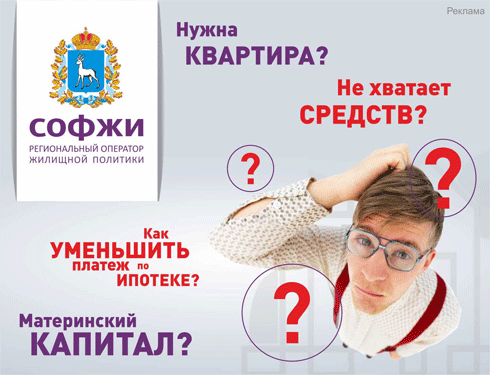 Реклама
Нужна
КВАРТИРА?
Не хватает
СРЕДСТВ?
СОФЖИ
РЕГИОНАЛЬНЫЙ ОПЕРАТОР
ЖИЛИЩНОЙ ПОЛИТИКИ
?
?
Как
УМЕНЬШИТЬ
платеж по
ИПОТЕКЕ?
?
Материнский
КАПИТАЛ?